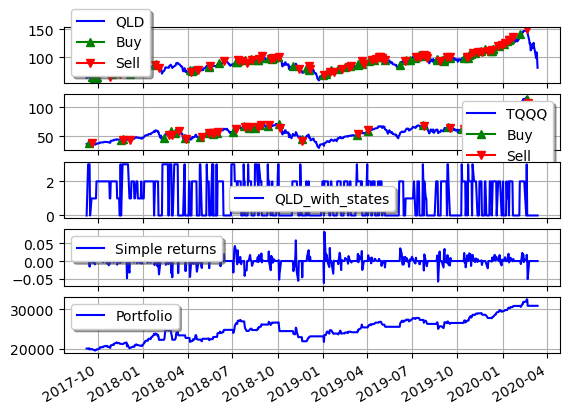 150
100
QLD
Buy
Sell
100
50
TQQQ
Buy
Sell
2
0
QLD_with_states
0.05
0.00
−0.05
Simple returns
30000
20000
Portfolio
2017-10
2018-01
2018-04
2018-07
2018-10
2019-01
2019-04
2019-07
2019-10
2020-01
2020-04